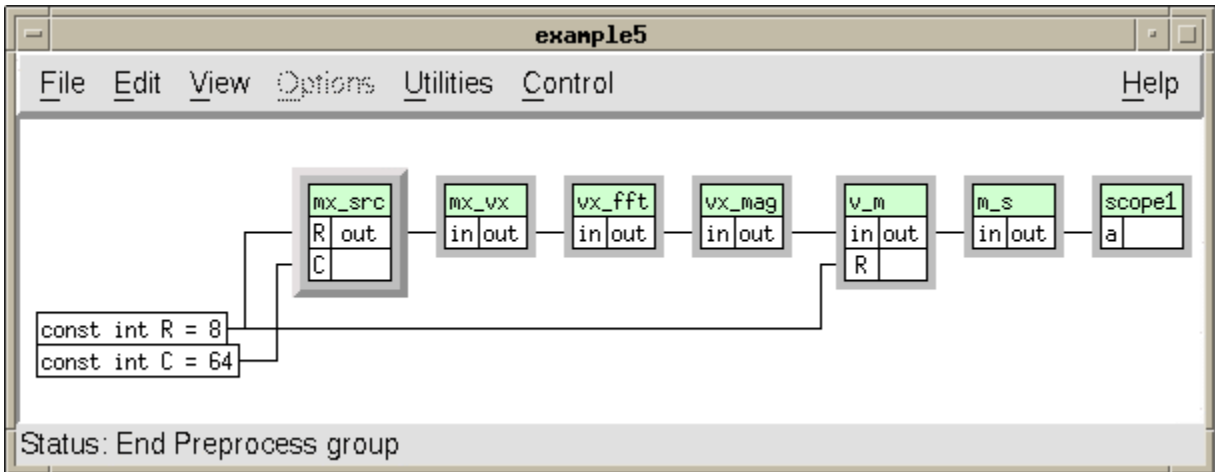 example5
File Edit View Options Utilities Control Help
mx_src mx_vx vx_fft vx_mag v_m m_s scope1
R out in out in out in out in out in out a
C R
const int R = 8
const int C = 64
Status: End Preprocess group